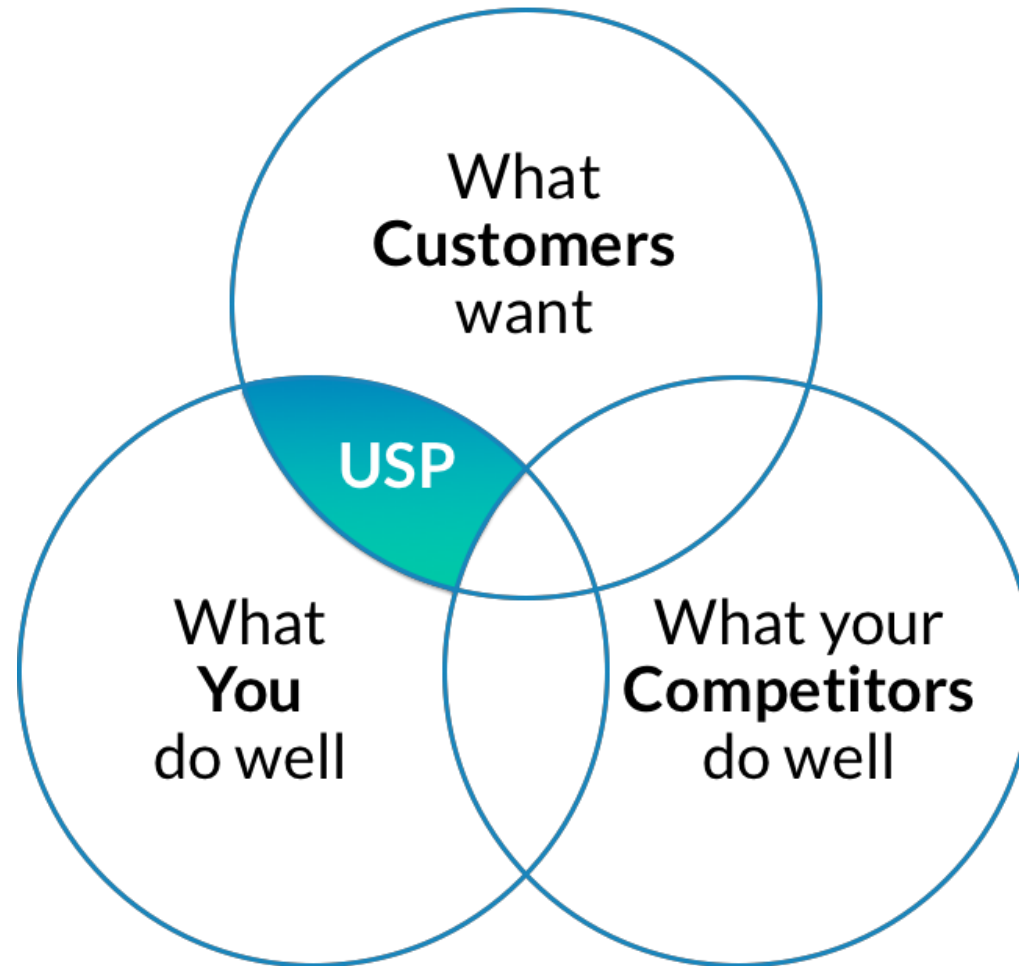 What
Customers
want
USP
What
You
do well
What your
Competitors
do well